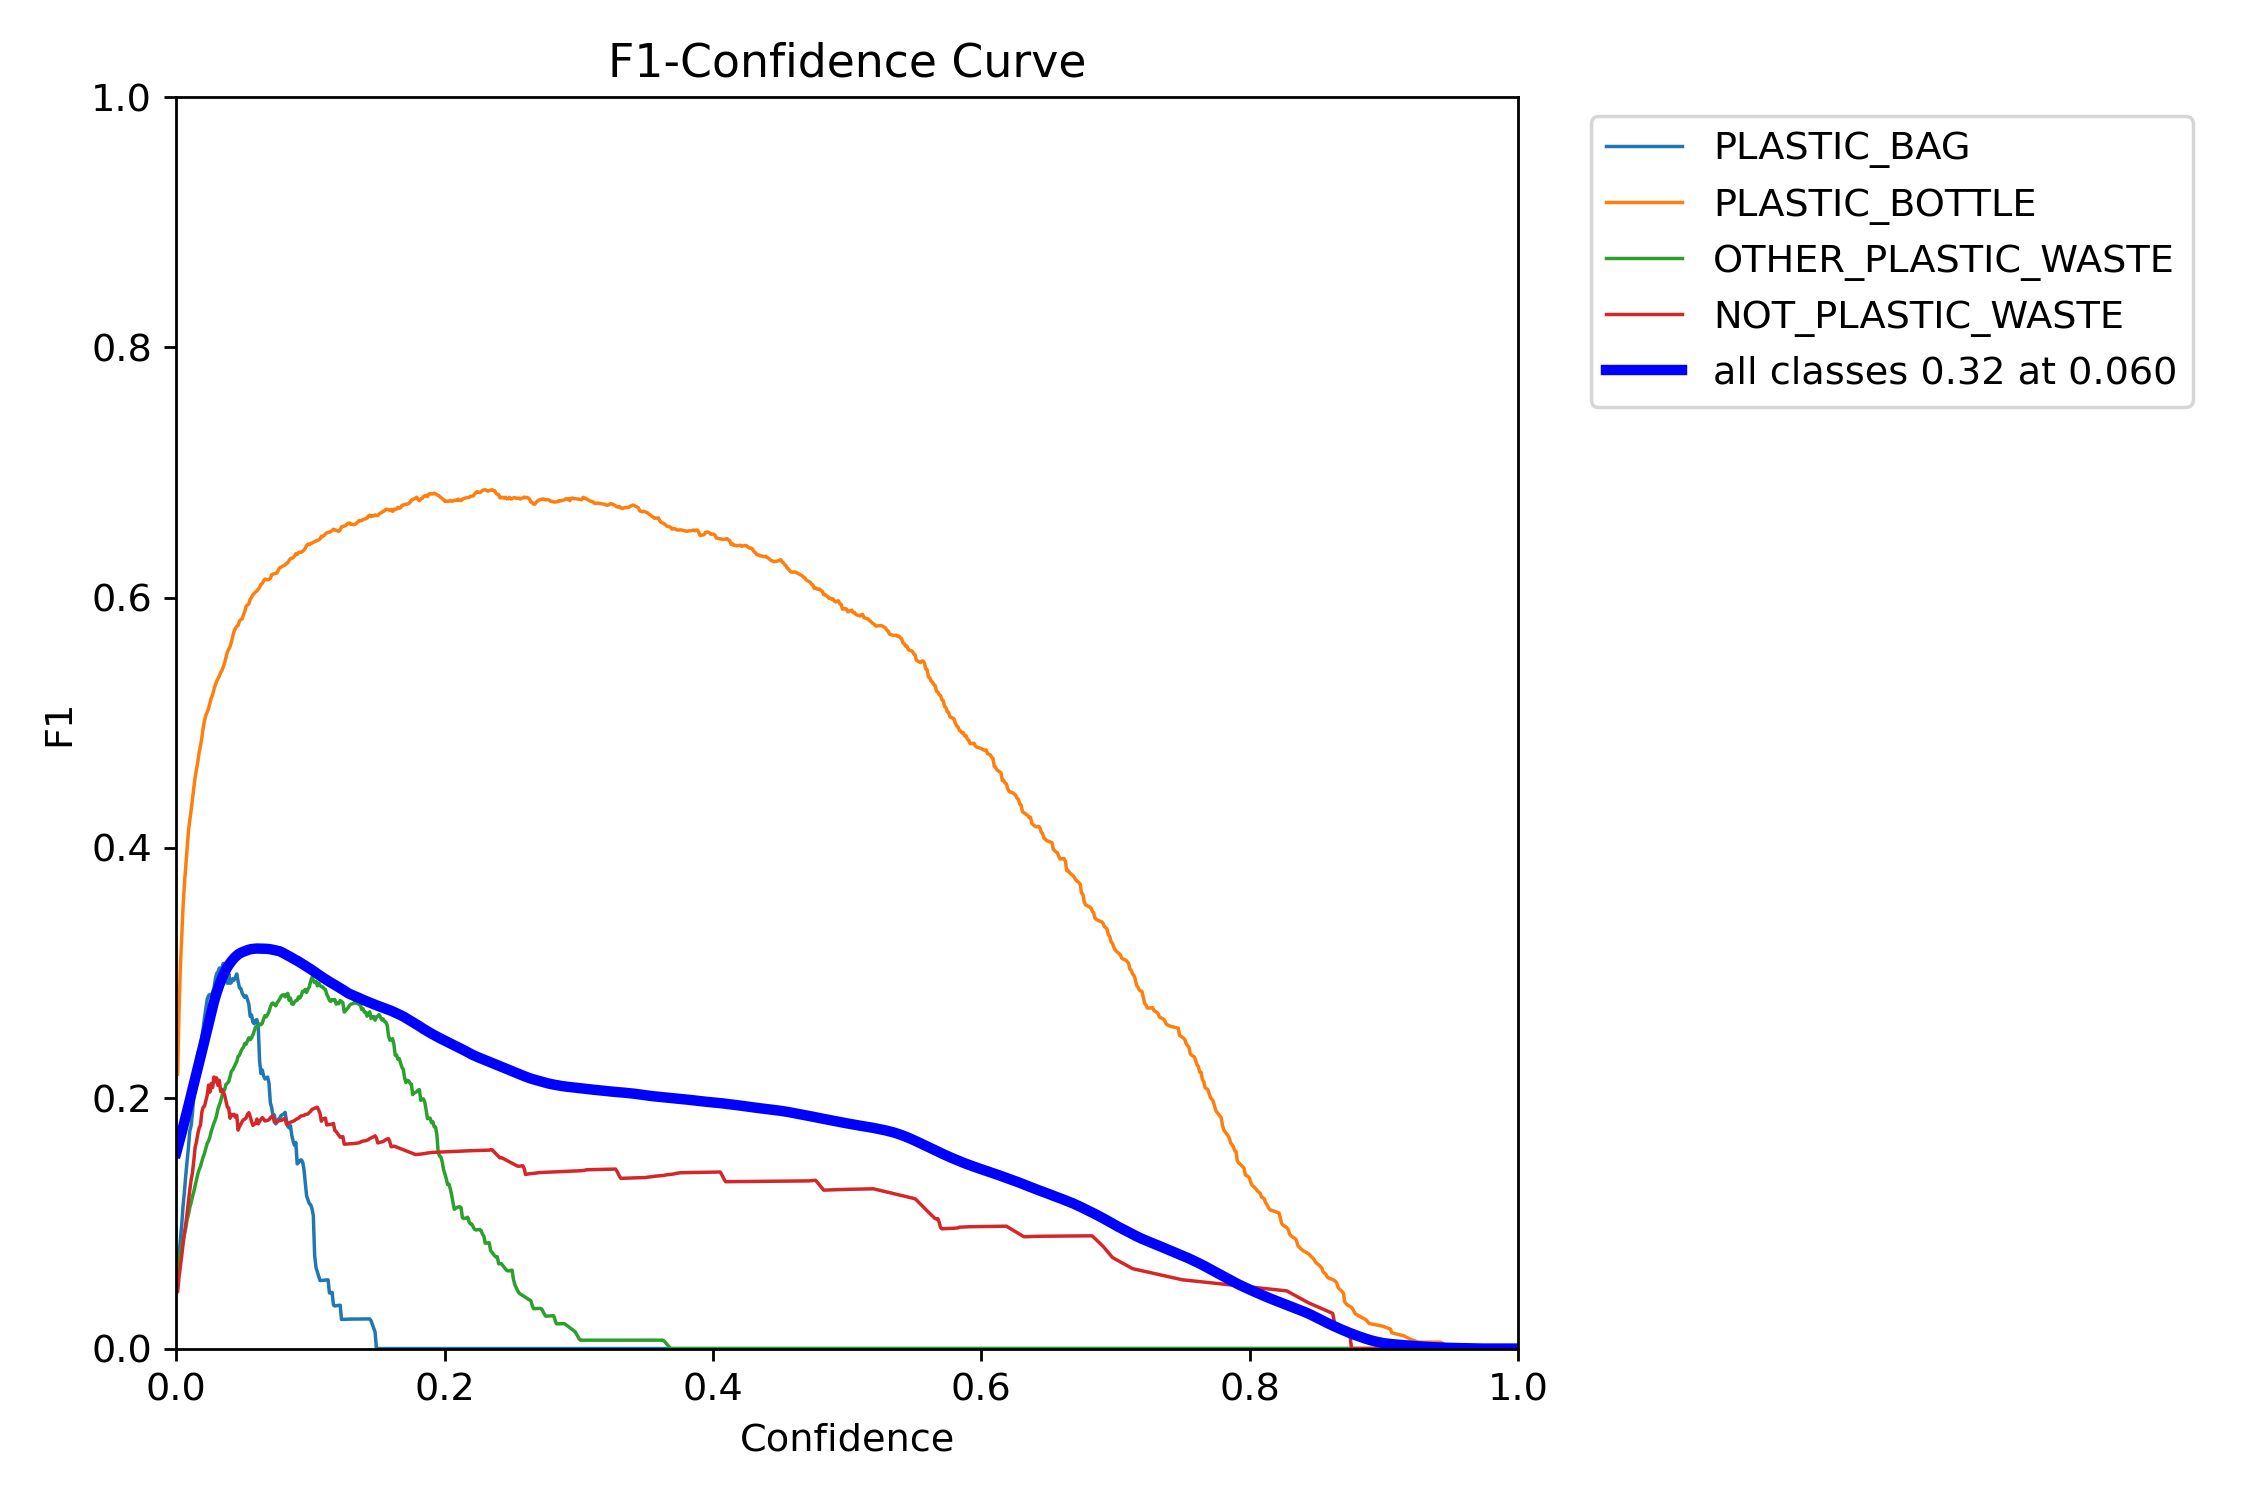 F1-Confidence Curve
1.0
0.8
0.6
0.4
0.2
0.0
F1
0.0 0.2 0.4 0.6 0.8 1.0
Confidence
PLASTIC_BAG
PLASTIC_BOTTLE
OTHER_PLASTIC_WASTE
NOT_PLASTIC_WASTE
all classes 0.32 at 0.060